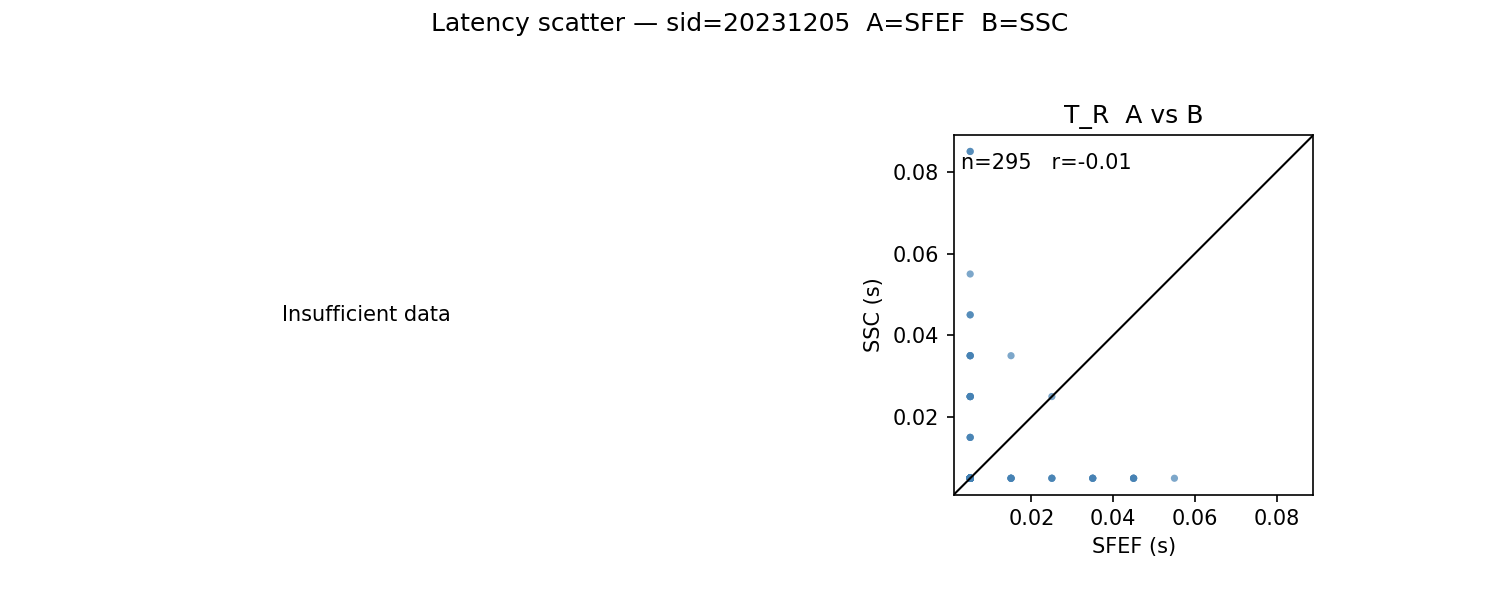 Latency scatter — sid=20231205  A=SFEF  B=SSC
Insufficient data
T_R  A vs B
n=295   r=-0.01
0.08
0.06
0.04
0.02
SSC (s)
0.02 0.04 0.06 0.08
SFEF (s)